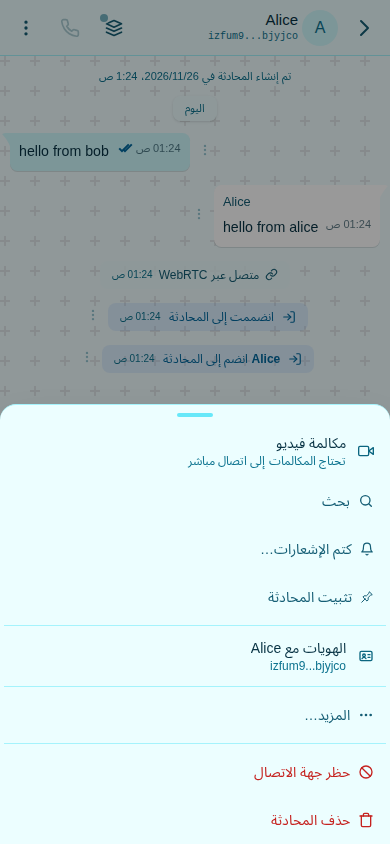 Alice
A
izfum9...bjyjco
تم إنشاء المحادثة في 2026/11/26، 1:24 ص
اليوم
hello from bob 01:24 ص
Alice
hello from alice 01:24 ص
متصل عبر WebRTC 01:24 ص
انضممت إلى المحادثة 01:24 ص
Alice انضم إلى المحادثة 01:24 ص
مكالمة فيديو
تحتاج المكالمات إلى اتصال مباشر
بحث
كتم الإشعارات...
تثبيت المحادثة
الهويات مع Alice
izfum9...bjyjco
المزيد...
حظر جهة الاتصال
حذف المحادثة